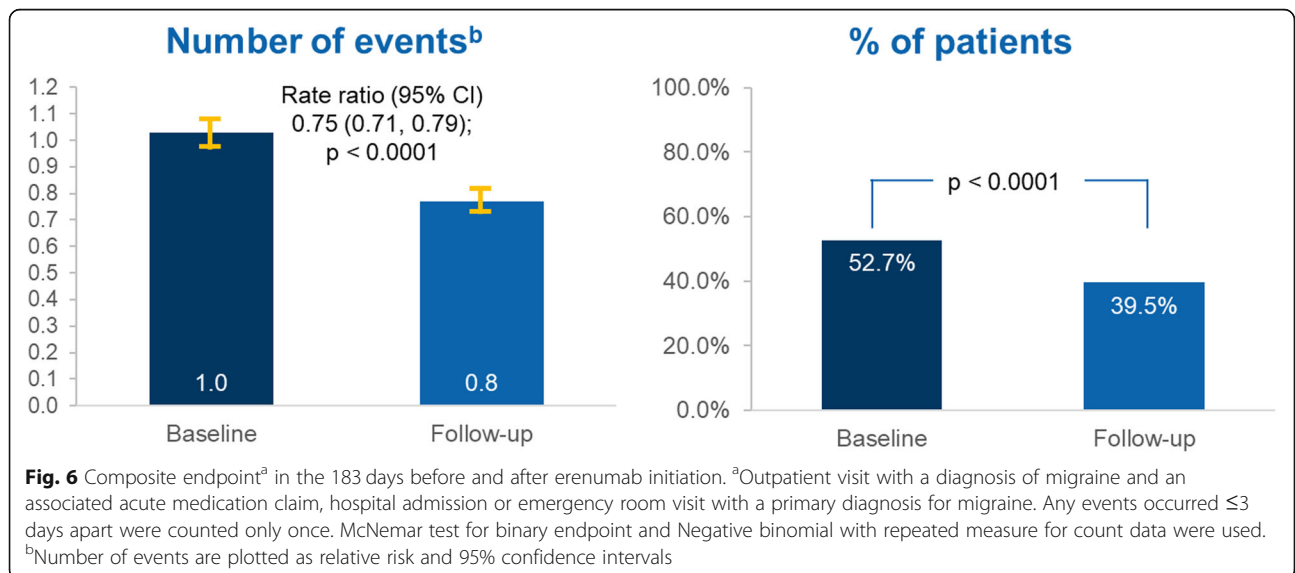 Number of eventsᵇ
1.2
1.1
1.0
0.9
0.8
0.7
0.6
0.5
0.4
0.3
0.2
0.1
0.0
Rate ratio (95% CI)
0.75 (0.71, 0.79);
p < 0.0001
1.0
0.8
Baseline
Follow-up
% of patients
100.0%
80.0%
60.0%
40.0%
20.0%
0.0%
p < 0.0001
52.7%
39.5%
Baseline
Follow-up
Fig. 6 Composite endpointᵃ in the 183 days before and after erenumab initiation. ᵃOutpatient visit with a diagnosis of migraine and an
associated acute medication claim, hospital admission or emergency room visit with a primary diagnosis for migraine. Any events occurred ≤3
days apart were counted only once. McNemar test for binary endpoint and Negative binomial with repeated measure for count data were used.
ᵇNumber of events are plotted as relative risk and 95% confidence intervals